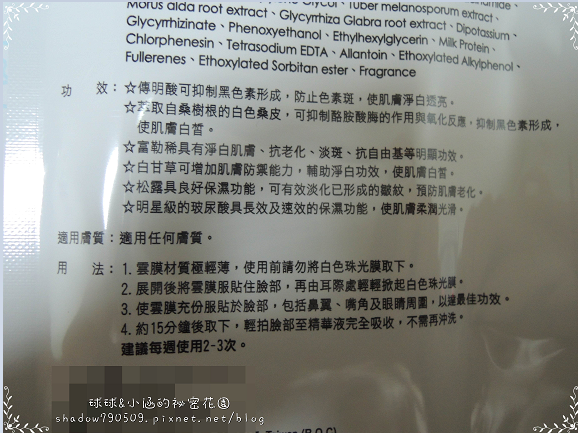 Glycol、Tuber melanosporum extract、
Morus alda root extract、Glycyrrhiza Glabra root extract、Dipotassium、
Glycyrrhizinate、Phenoxyethanol、Ethylhexylglycerin、Milk Protein、
Chlorphenesin、Tetrasodium EDTA、Allantoin、Ethoxylated Alkylphenol、
Fullerenes、Ethoxylated Sorbitan ester、Fragrance
功 效：☆傳明酸可抑制黑色素形成，防止色素斑，使肌膚淨白透亮。
☆萃取自桑樹根的白色桑皮，可抑制酪胺酸酶的作用與氧化反應，抑制黑色素形成，
使肌膚白皙。
☆富勒稀具有淨白肌膚、抗老化、淡斑、抗自由基等明顯功效。
☆白甘草可增加肌膚防禦能力，輔助淨白功效，使肌膚白皙。
☆松露具良好保濕功能，可有效淡化已形成的皺紋，預防肌膚老化。
☆明星級的玻尿酸具長效及速效的保濕功能，使肌膚柔潤光滑。
適用膚質：適用任何膚質。
用 法：1. 雲膜材質極輕薄，使用前請勿將白色珠光膜取下。
2. 展開後將雲膜服貼住臉部，再由耳際處輕輕掀起白色珠光膜。
3. 使雲膜充份服貼於臉部，包括鼻翼、嘴角及眼睛周圍，以達最佳功效。
4. 約15分鐘後取下，輕拍臉部至精華液完全吸收，不需再沖洗。
建議每週使用2-3次。
球球&小涵的祕密花園
shadow790509.pixnet.net/blog
(R.O.C)